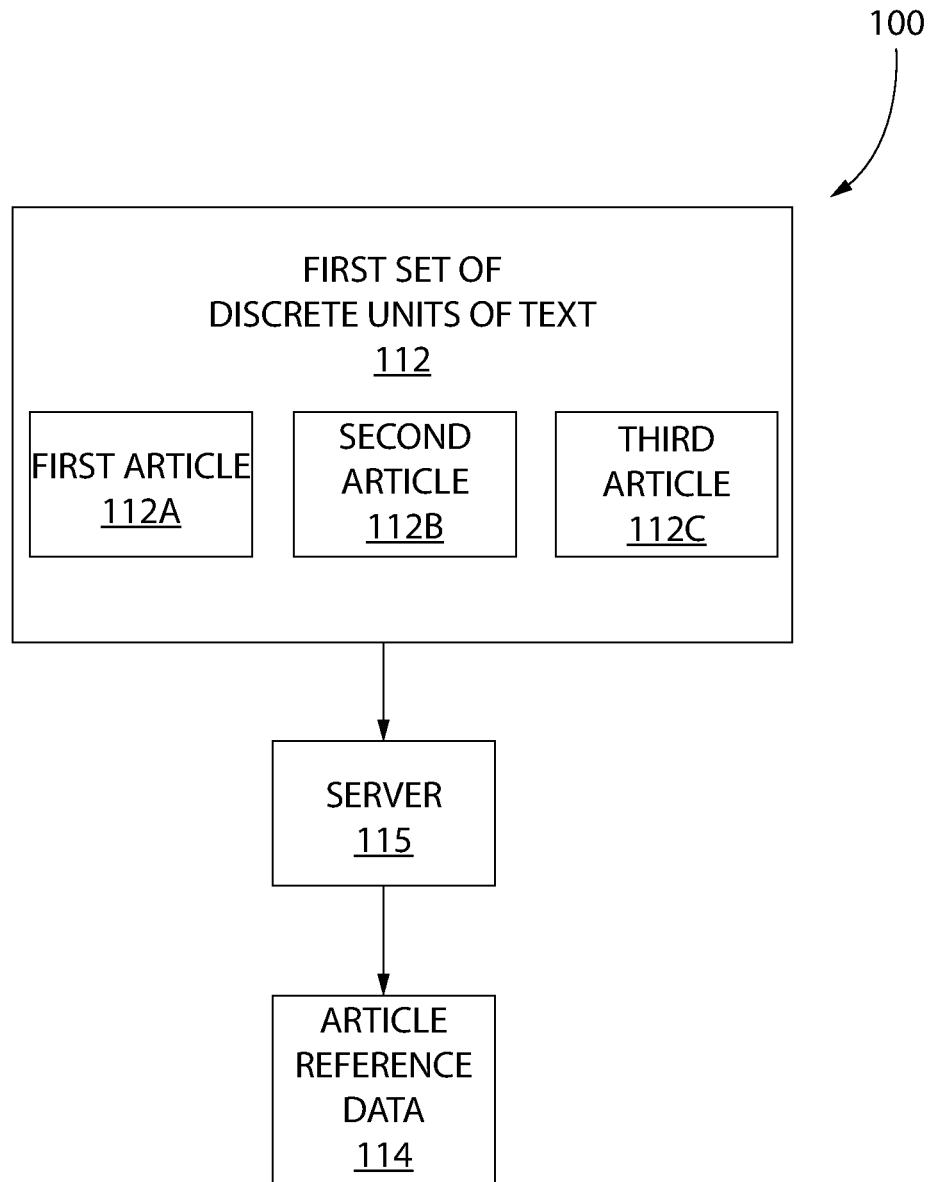 100
FIRST SET OF
DISCRETE UNITS OF TEXT
112
FIRST ARTICLE
112A
SECOND
ARTICLE
112B
THIRD
ARTICLE
112C
SERVER
115
ARTICLE
REFERENCE
DATA
114